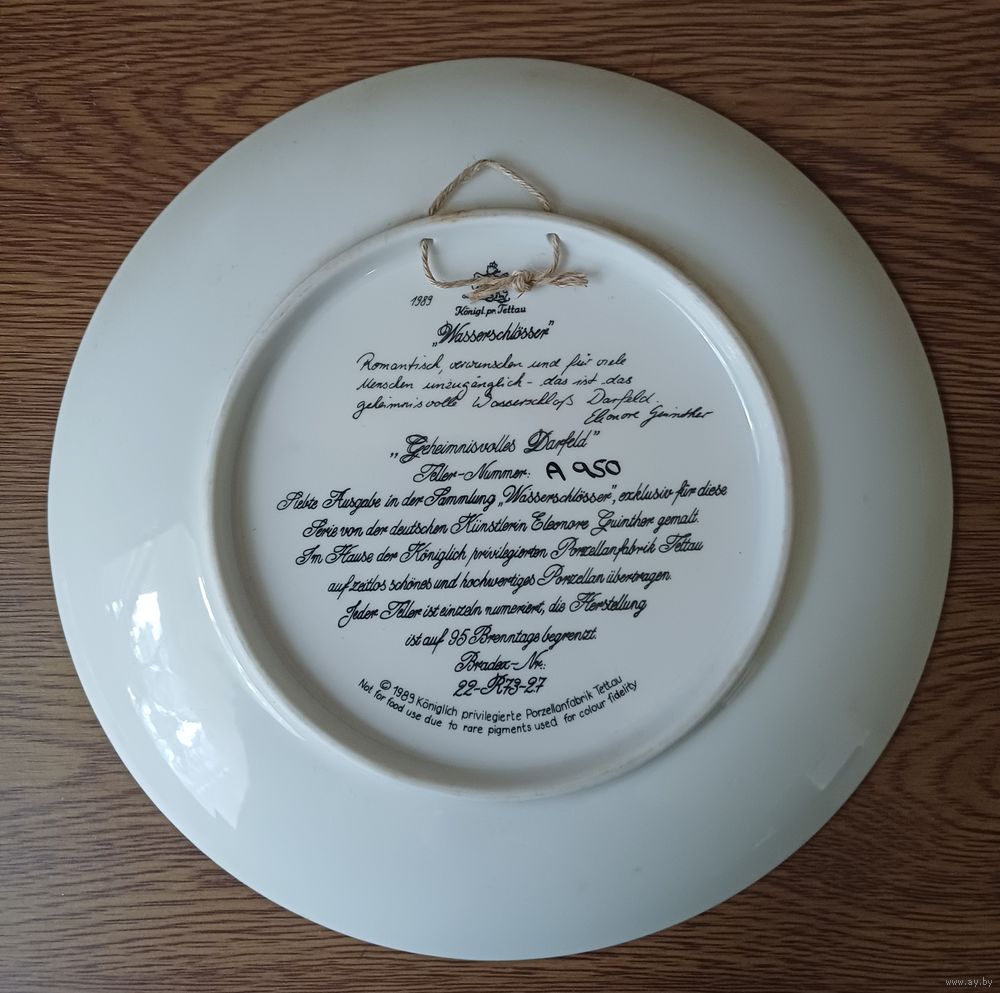 1989
Königl. pr. Tettau
„Wasserschlösser"
Romantisch, verwunschen und für viele
Menschen unzugänglich – das ist das
geheimnisvolle Wasserschloß Darfeld.
Eleonore Guinther
„Geheimnisvolles Darfeld"
Teller-Nummer: A 950
Siebte Ausgabe in der Sammlung „Wasserschlösser", exklusiv für diese
Serie von der deutschen Künstlerin Eleonore Guinther gemalt.
Im Hause der Königlich privilegierten Porzellanfabrik Tettau
auf zeitlos schönes und hochwertiges Porzellan übertragen.
Jeder Teller ist einzeln numeriert, die Herstellung
ist auf 95 Brenntage begrenzt.
Bradex-Nr.:
22-R73-27
© 1989 Königlich privilegierte Porzellanfabrik Tettau
Not for food use due to rare pigments used for colour fidelity
www.ay.by